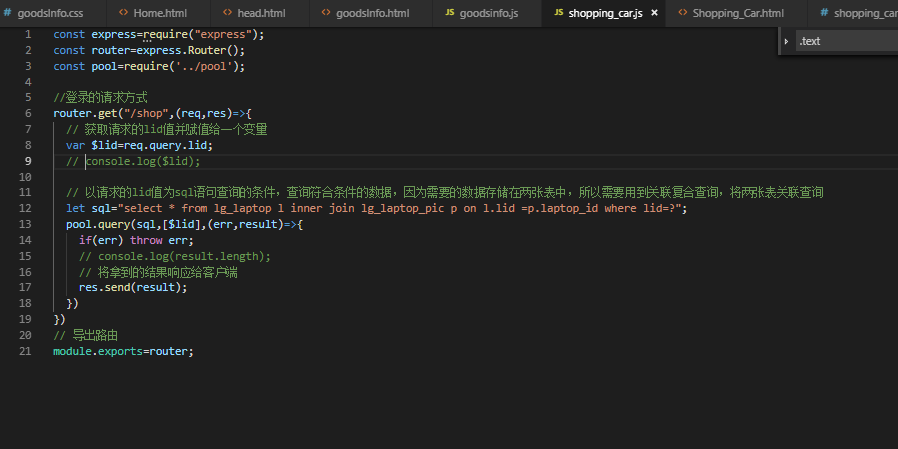 goodsInfo.css Home.html head.html goodsInfo.html goodsinfo.js shopping_car.js Shopping_Car.html shopping_car
.text
1 const express=require("express");
2 const router=express.Router();
3 const pool=require('../pool');
4
5 //登录的请求方式
6 router.get("/shop",(req,res)=>{
7 // 获取请求的lid值并赋值给一个变量
8 var $lid=req.query.lid;
9 // console.log($lid);
10
11 // 以请求的lid值为sql语句查询的条件，查询符合条件的数据，因为需要的数据存储在两张表中，所以需要用到关联复合查询，将两张表关联查询
12 let sql="select * from lg_laptop l inner join lg_laptop_pic p on l.lid =p.laptop_id where lid=?";
13 pool.query(sql,[$lid],(err,result)=>{
14 if(err) throw err;
15 // console.log(result.length);
16 // 将拿到的结果响应给客户端
17 res.send(result);
18 })
19 })
20 // 导出路由
21 module.exports=router;